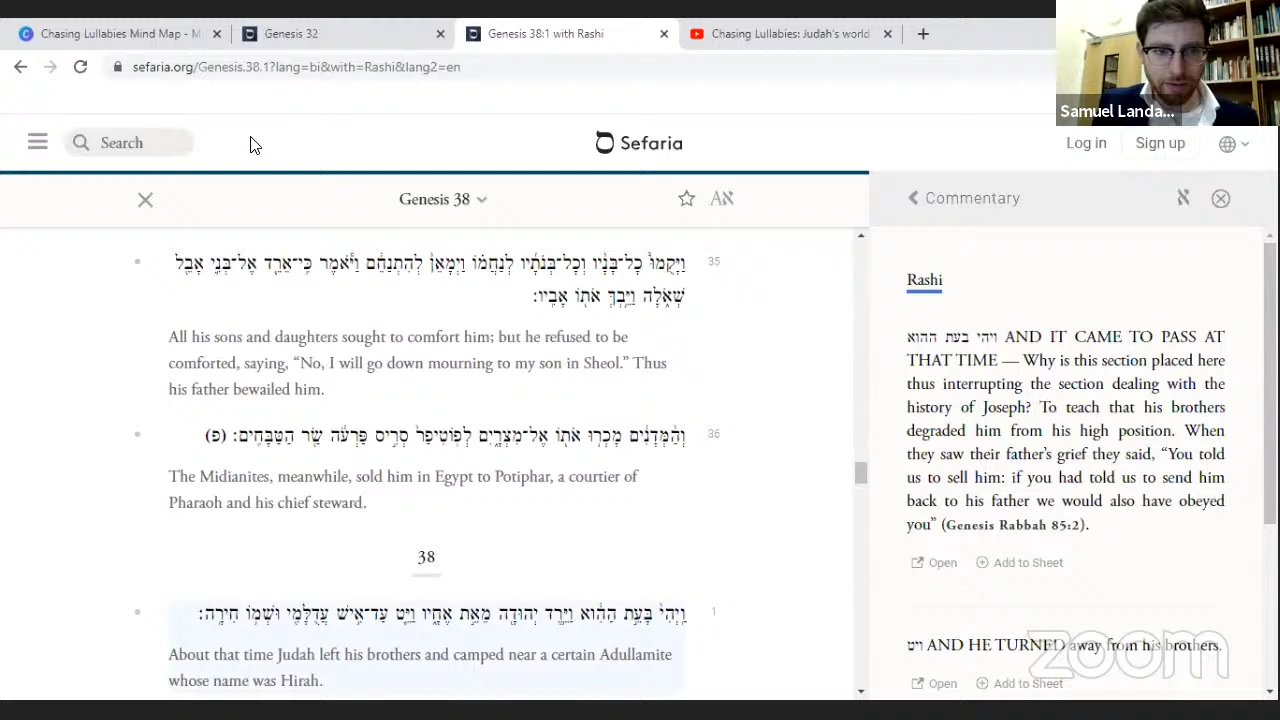 Chasing Lullabies Mind Map - M
Genesis 32
Genesis 38:1 with Rashi
Chasing Lullabies: Judah's world
sefaria.org/Genesis.38.1?lang=bi&with=Rashi&lang2=en
Samuel Landa...
Search
Sefaria
Log in
Sign up
Genesis 38
Aא
Commentary
א
35
וַיָּקֻמוּ֩ כׇל־בָּנָ֨יו וְכׇל־בְּנֹתָ֜יו לְנַחֲמ֗וֹ וַיְמָאֵן֙ לְהִתְנַחֵ֔ם וַיֹּ֕אמֶר כִּֽי־אֵרֵ֧ד אֶל־בְּנִ֛י אָבֵ֖ל
שְׁאֹ֑לָה וַיֵּ֥בְךְּ אֹת֖וֹ אָבִֽיו׃
All his sons and daughters sought to comfort him; but he refused to be
comforted, saying, “No, I will go down mourning to my son in Sheol.” Thus
his father bewailed him.
36
וְהַ֨מְּדָנִ֔ים מָכְר֥וּ אֹת֖וֹ אֶל־מִצְרָ֑יִם לְפֽוֹטִיפַר֙ סְרִ֣יס פַּרְעֹ֔ה שַׂ֖ר הַטַּבָּחִֽים׃ (פ)
The Midianites, meanwhile, sold him in Egypt to Potiphar, a courtier of
Pharaoh and his chief steward.
38
1
וַֽיְהִי֙ בָּעֵ֣ת הַהִ֔וא וַיֵּ֥רֶד יְהוּדָ֖ה מֵאֵ֣ת אֶחָ֑יו וַיֵּ֛ט עַד־אִ֥ישׁ עֲדֻלָּמִ֖י וּשְׁמ֥וֹ חִירָֽה׃
About that time Judah left his brothers and camped near a certain Adullamite
whose name was Hirah.
Rashi
ויהי בעת ההוא AND IT CAME TO PASS AT
THAT TIME — Why is this section placed here
thus interrupting the section dealing with the
history of Joseph? To teach that his brothers
degraded him from his high position. When
they saw their father’s grief they said, “You told
us to sell him: if you had told us to send him
back to his father we would also have obeyed
you” (Genesis Rabbah 85:2).
Open
Add to Sheet
ויט AND HE TURNED away from his brothers.
Open
Add to Sheet
zoom